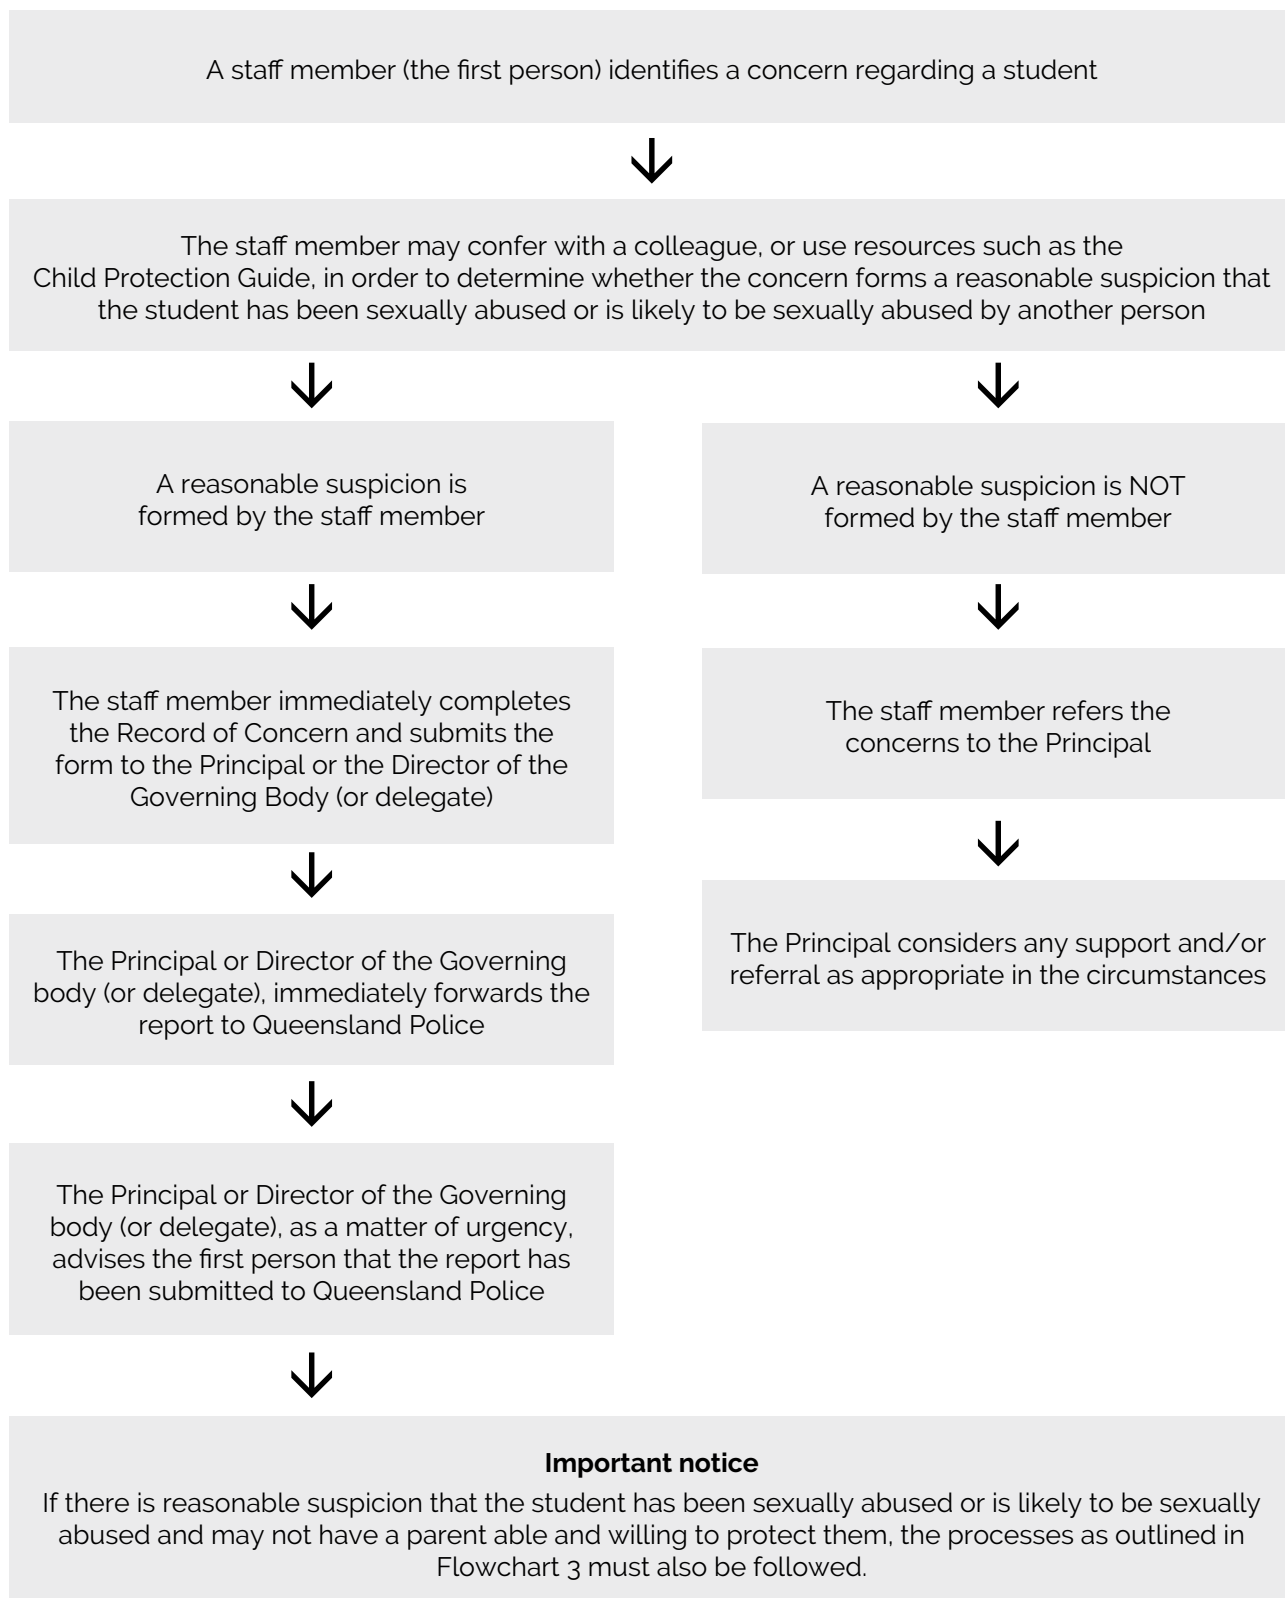 A staff member (the first person) identifies a concern regarding a student
The staff member may confer with a colleague, or use resources such as the
Child Protection Guide, in order to determine whether the concern forms a reasonable suspicion that
the student has been sexually abused or is likely to be sexually abused by another person
A reasonable suspicion is
formed by the staff member
The staff member immediately completes
the Record of Concern and submits the
form to the Principal or the Director of the
Governing Body (or delegate)
The Principal or Director of the Governing
body (or delegate), immediately forwards the
report to Queensland Police
The Principal or Director of the Governing
body (or delegate), as a matter of urgency,
advises the first person that the report has
been submitted to Queensland Police
A reasonable suspicion is NOT
formed by the staff member
The staff member refers the
concerns to the Principal
The Principal considers any support and/or
referral as appropriate in the circumstances
Important notice
If there is reasonable suspicion that the student has been sexually abused or is likely to be sexually
abused and may not have a parent able and willing to protect them, the processes as outlined in
Flowchart 3 must also be followed.